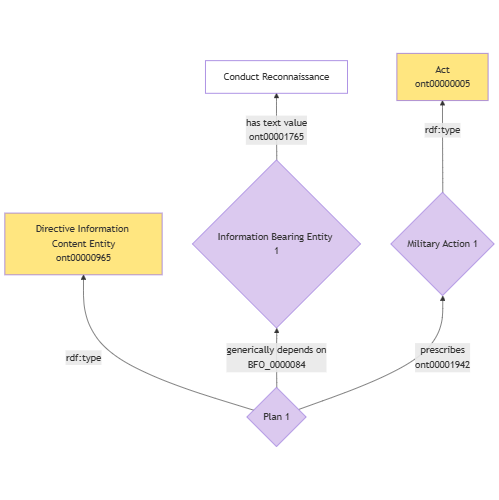 Conduct Reconnaissance
Act
ont00000005
has text value
ont00001765
rdf:type
Directive Information
Content Entity
ont00000965
Information Bearing Entity
1
Military Action 1
rdf:type
generically depends on
BFO_0000084
prescribes
ont00001942
Plan 1